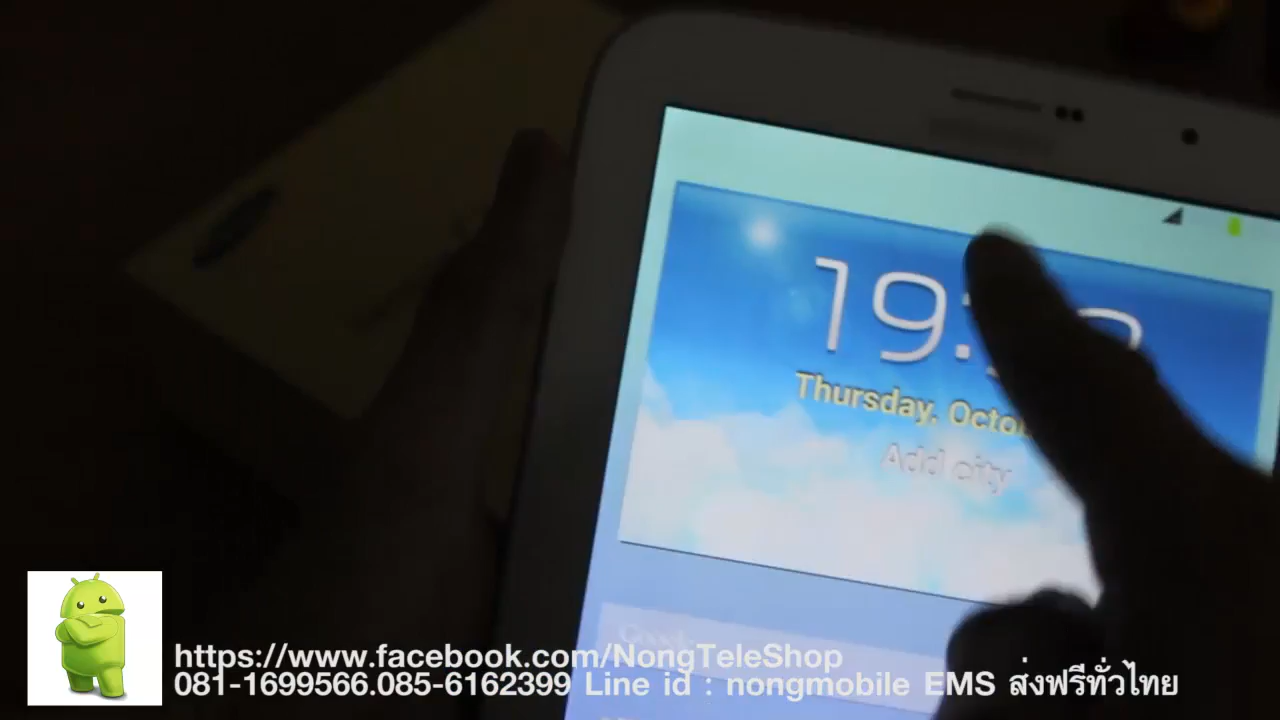 Thursday, Octo
Add city
Google
https://www.facebook.com/NongTeleShop
081-1699566.085-6162399 Line id : nongmobile EMS ส่งฟรีทั่วไทย